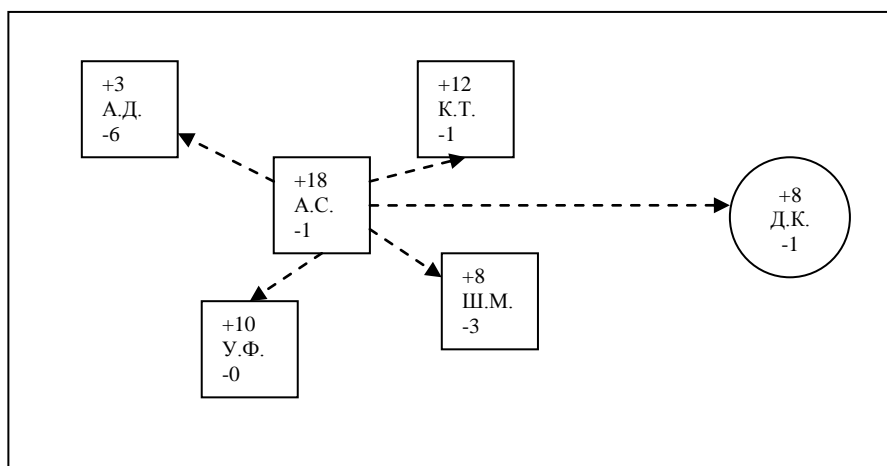 +3
А.Д.
-6
+12
К.Т.
-1
+18
А.С.
-1
+8
Д.К.
-1
+8
Ш.М.
-3
+10
У.Ф.
-0